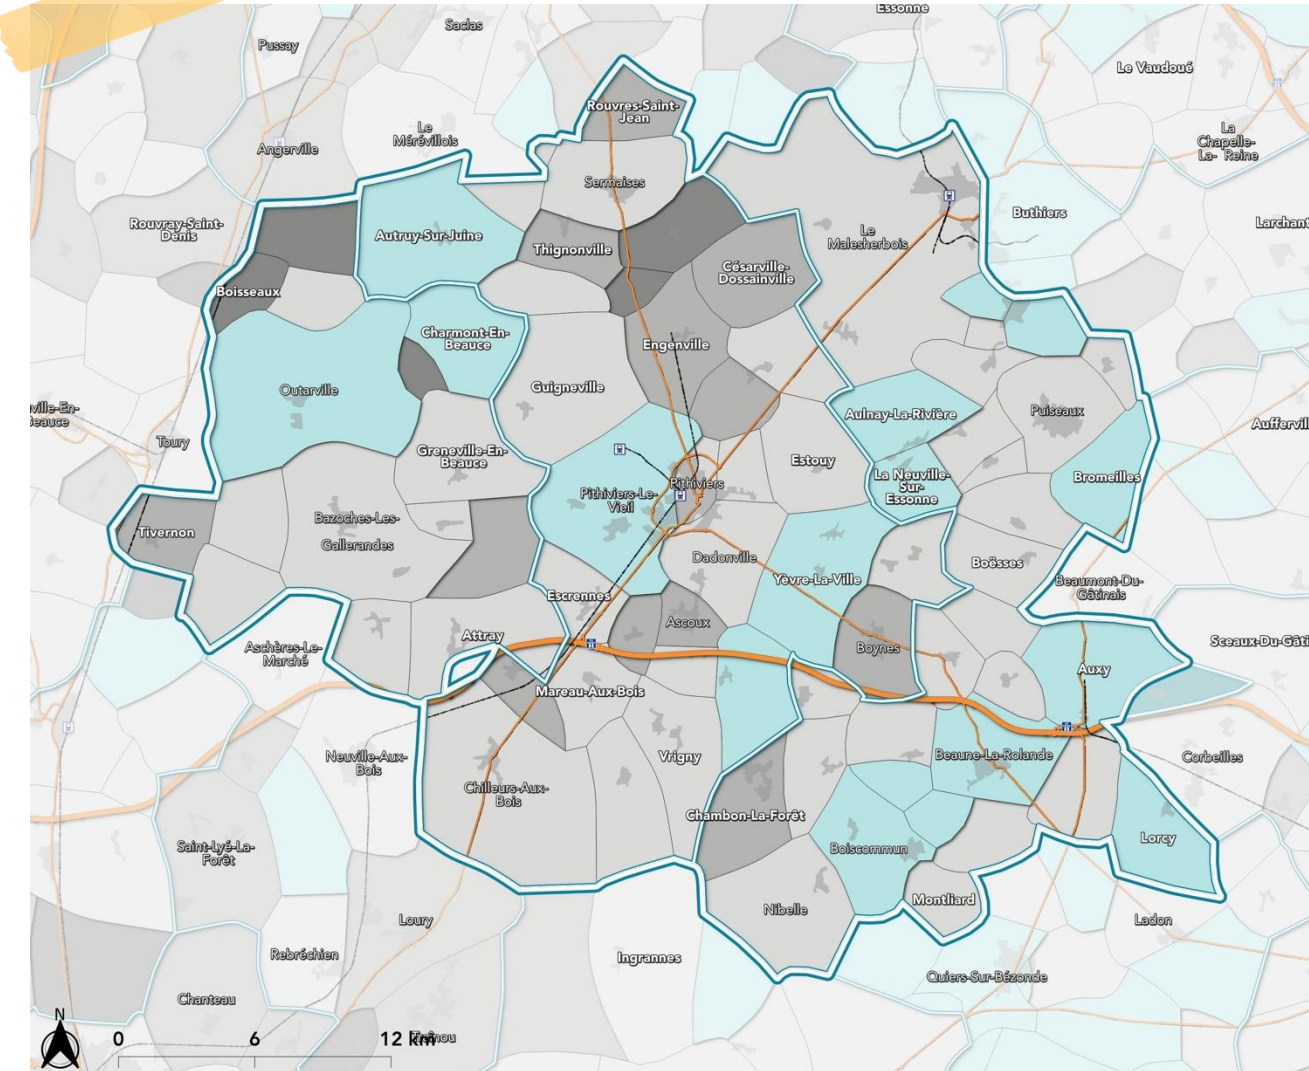 Essonne
Saclas
Pussay
Le Vaudoué
Rouvres-Saint-
Jean
Le
Mérévillois
La
Chapelle-
La- Reine
Angerville
Sermaises
Buthiers
Rouvray-Saint-
Denis
Larchant
Autruy-Sur-Juine
Thignonville
Le
Malesherbois
Césarville-
Dossainville
Boisseaux
Charmont-En-
Beauce
Engenville
Outarville
Guigneville
ville-En-
Beauce
Aulnay-La-Rivière
Puiseaux
Toury
Auffervil
Greneville-En-
Beauce
Estouy
La Neuville-
Sur-
Essonne
Bromeilles
Pithiviers
Pithiviers-Le-
Vieil
Bazoches-Les-
Gallerandes
Tivernon
Dadonville
Boësses
Yèvre-La-Ville
Beaumont-Du-
Gâtinais
Escrennes
Ascoux
Attray
Boynes
Aschères-Le-
Marché
Sceaux-Du-Gâti
Auxy
Mareau-Aux-Bois
Neuville-Aux-
Bois
Vrigny
Beaune-La-Rolande
Corbeilles
Chilleurs-Aux-
Bois
Chambon-La-Forêt
Lorcy
Saint-Lyé-La-
Forêt
Boiscommun
Montliard
Nibelle
Loury
Ladon
Rebréchien
Ingrannes
Quiers-Sur-Bézonde
Chanteau
N
0 6 12 km
Traînou